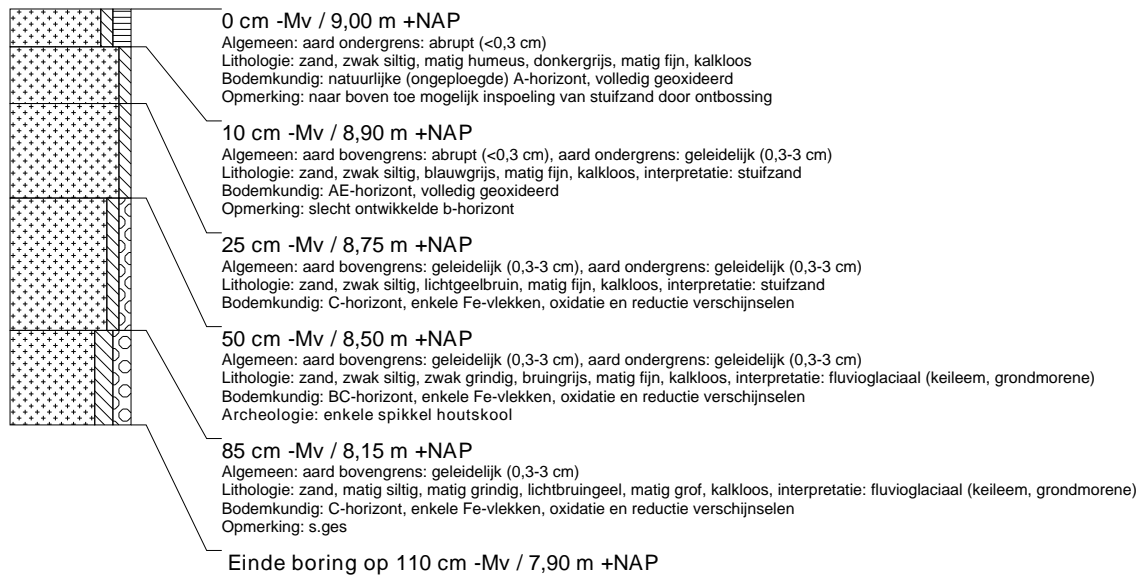 0 cm -Mv / 9,00 m +NAP
Algemeen: aard ondergrens: abrupt (<0,3 cm)
Lithologie: zand, zwak siltig, matig humeus, donkergrijs, matig fijn, kalkloos
Bodemkundig: natuurlijke (ongeploegde) A-horizont, volledig geoxideerd
Opmerking: naar boven toe mogelijk inspoeling van stuifzand door ontbossing
10 cm -Mv / 8,90 m +NAP
Algemeen: aard bovengrens: abrupt (<0,3 cm), aard ondergrens: geleidelijk (0,3-3 cm)
Lithologie: zand, zwak siltig, blauwgrijs, matig fijn, kalkloos, interpretatie: stuifzand
Bodemkundig: AE-horizont, volledig geoxideerd
Opmerking: slecht ontwikkelde b-horizont
25 cm -Mv / 8,75 m +NAP
Algemeen: aard bovengrens: geleidelijk (0,3-3 cm), aard ondergrens: geleidelijk (0,3-3 cm)
Lithologie: zand, zwak siltig, lichtgeelbruin, matig fijn, kalkloos, interpretatie: stuifzand
Bodemkundig: C-horizont, enkele Fe-vlekken, oxidatie en reductie verschijnselen
50 cm -Mv / 8,50 m +NAP
Algemeen: aard bovengrens: geleidelijk (0,3-3 cm), aard ondergrens: geleidelijk (0,3-3 cm)
Lithologie: zand, zwak siltig, zwak grindig, bruingrijs, matig fijn, kalkloos, interpretatie: fluvioglaciaal (keileem, grondmorene)
Bodemkundig: BC-horizont, enkele Fe-vlekken, oxidatie en reductie verschijnselen
Archeologie: enkele spikkel houtskool
85 cm -Mv / 8,15 m +NAP
Algemeen: aard bovengrens: geleidelijk (0,3-3 cm)
Lithologie: zand, matig siltig, matig grindig, lichtbruingeel, matig grof, kalkloos, interpretatie: fluvioglaciaal (keileem, grondmorene)
Bodemkundig: C-horizont, enkele Fe-vlekken, oxidatie en reductie verschijnselen
Opmerking: s.ges
Einde boring op 110 cm -Mv / 7,90 m +NAP